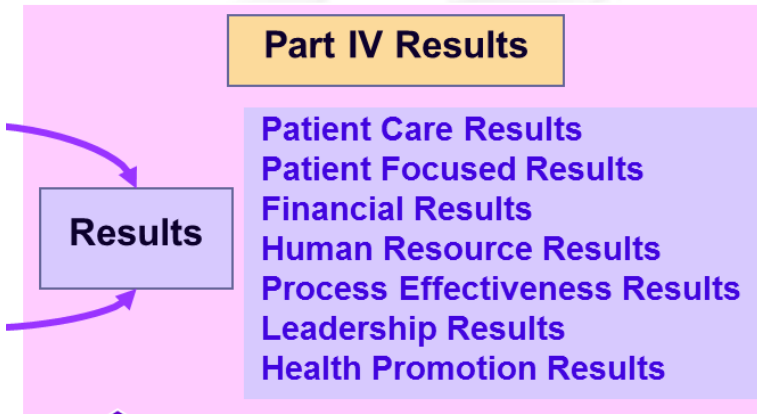 Part IV Results
Results
Patient Care Results
Patient Focused Results
Financial Results
Human Resource Results
Process Effectiveness Results
Leadership Results
Health Promotion Results